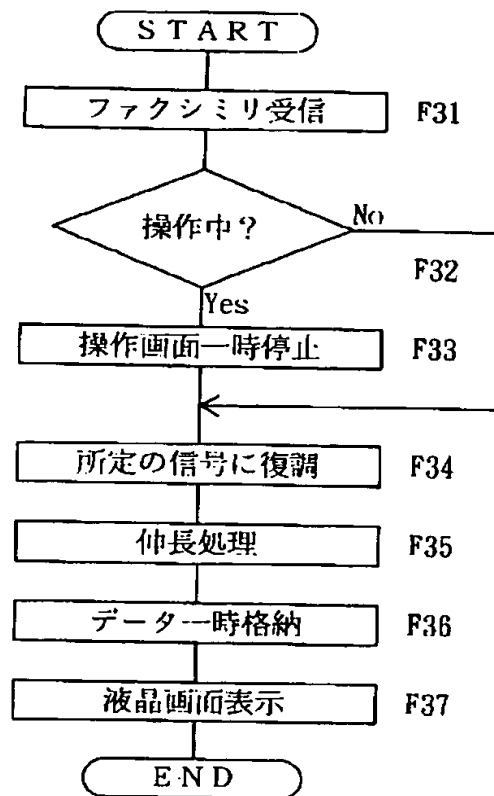 START
ファクシミリ受信 F31
操作中? No
F32
Yes
操作画面一時停止 F33
所定の信号に復調 F34
伸長処理 F35
データ一時格納 F36
液晶画面表示 F37
END